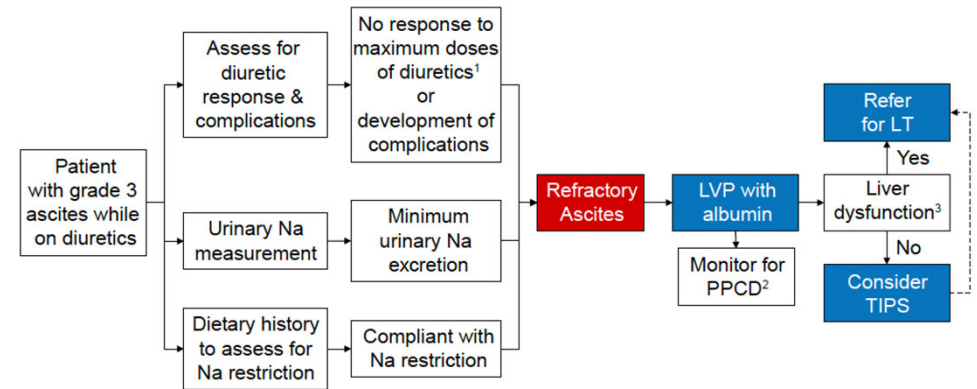 Patient
with grade 3
ascites while
on diuretics
Assess for
diuretic
response &
complications
No response to
maximum doses
of diuretics¹
or
development of
complications
Urinary Na
measurement
Minimum
urinary Na
excretion
Dietary history
to assess for
Na restriction
Compliant with
Na restriction
Refractory
Ascites
LVP with
albumin
Monitor for
PPCD²
Liver
dysfunction³
Yes
Refer
for LT
No
Consider
TIPS